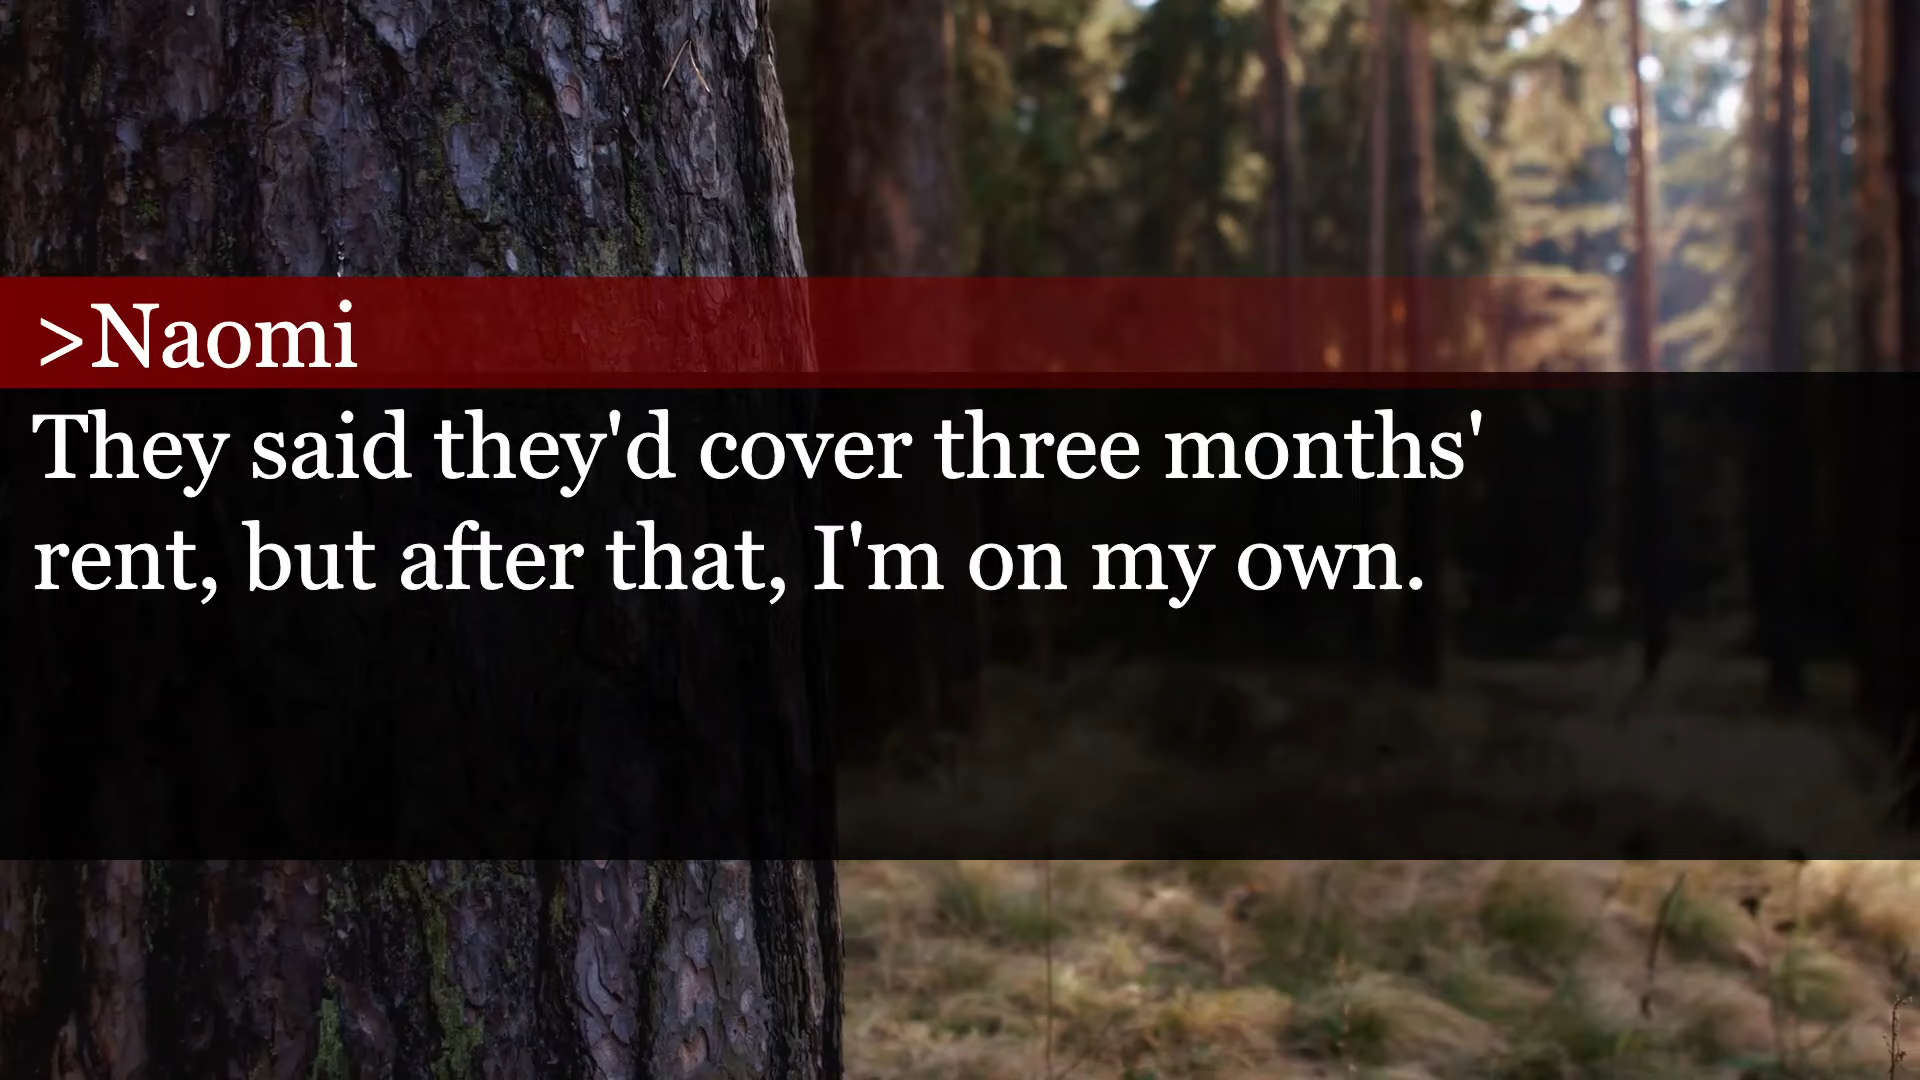 >Naomi
They said they'd cover three months'
rent, but after that, I'm on my own.